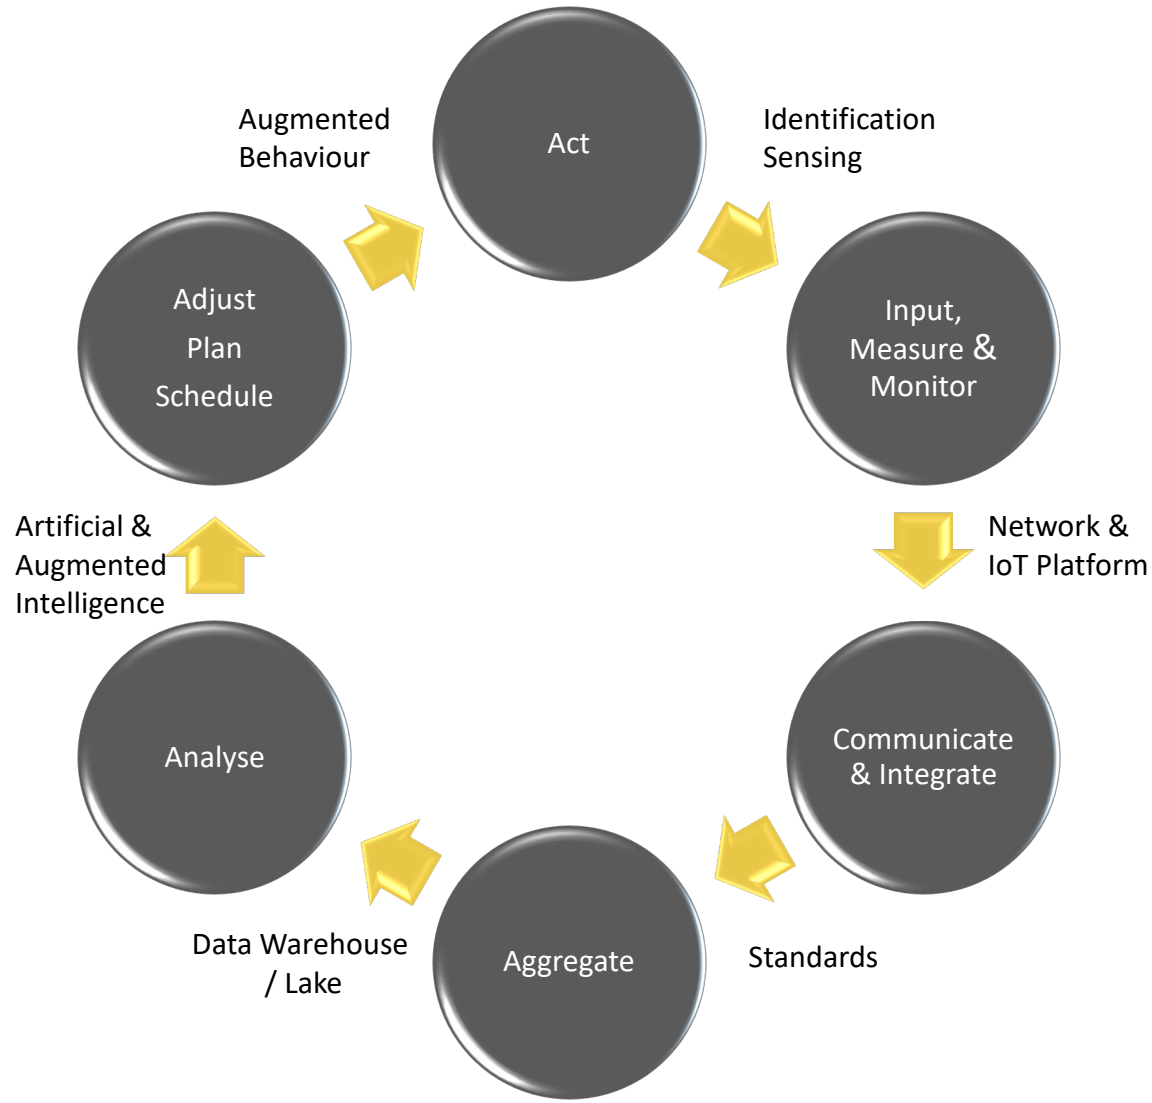 Act
Identification
Sensing
Input,
Measure &
Monitor
Network &
IoT Platform
Communicate
& Integrate
Standards
Aggregate
Data Warehouse
/ Lake
Analyse
Artificial &
Augmented
Intelligence
Adjust
Plan
Schedule
Augmented
Behaviour